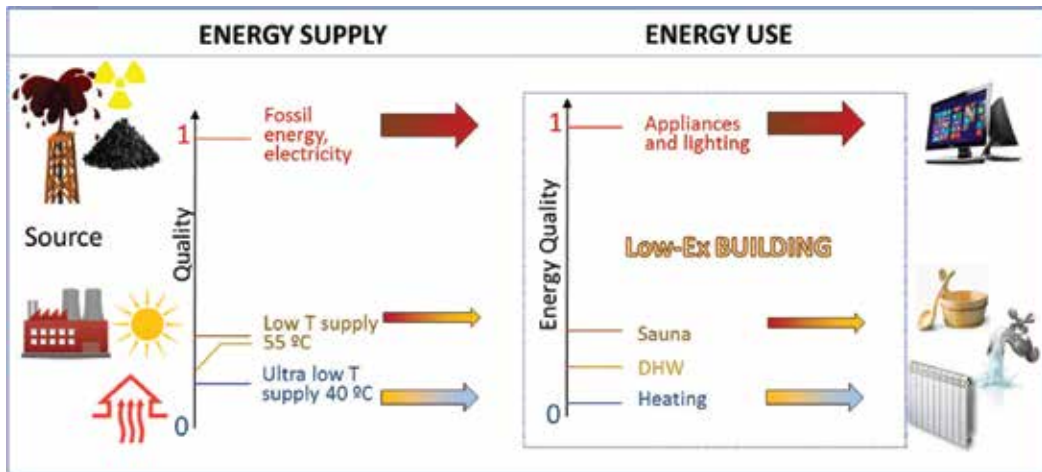 ENERGY SUPPLY
ENERGY USE
Source
Quality
1
0
Fossil
energy,
electricity
Low T supply
55 ºC
Ultra low T
supply 40 ºC
Energy Quality
1
0
Appliances
and lighting
Low-Ex BUILDING
Sauna
DHW
Heating